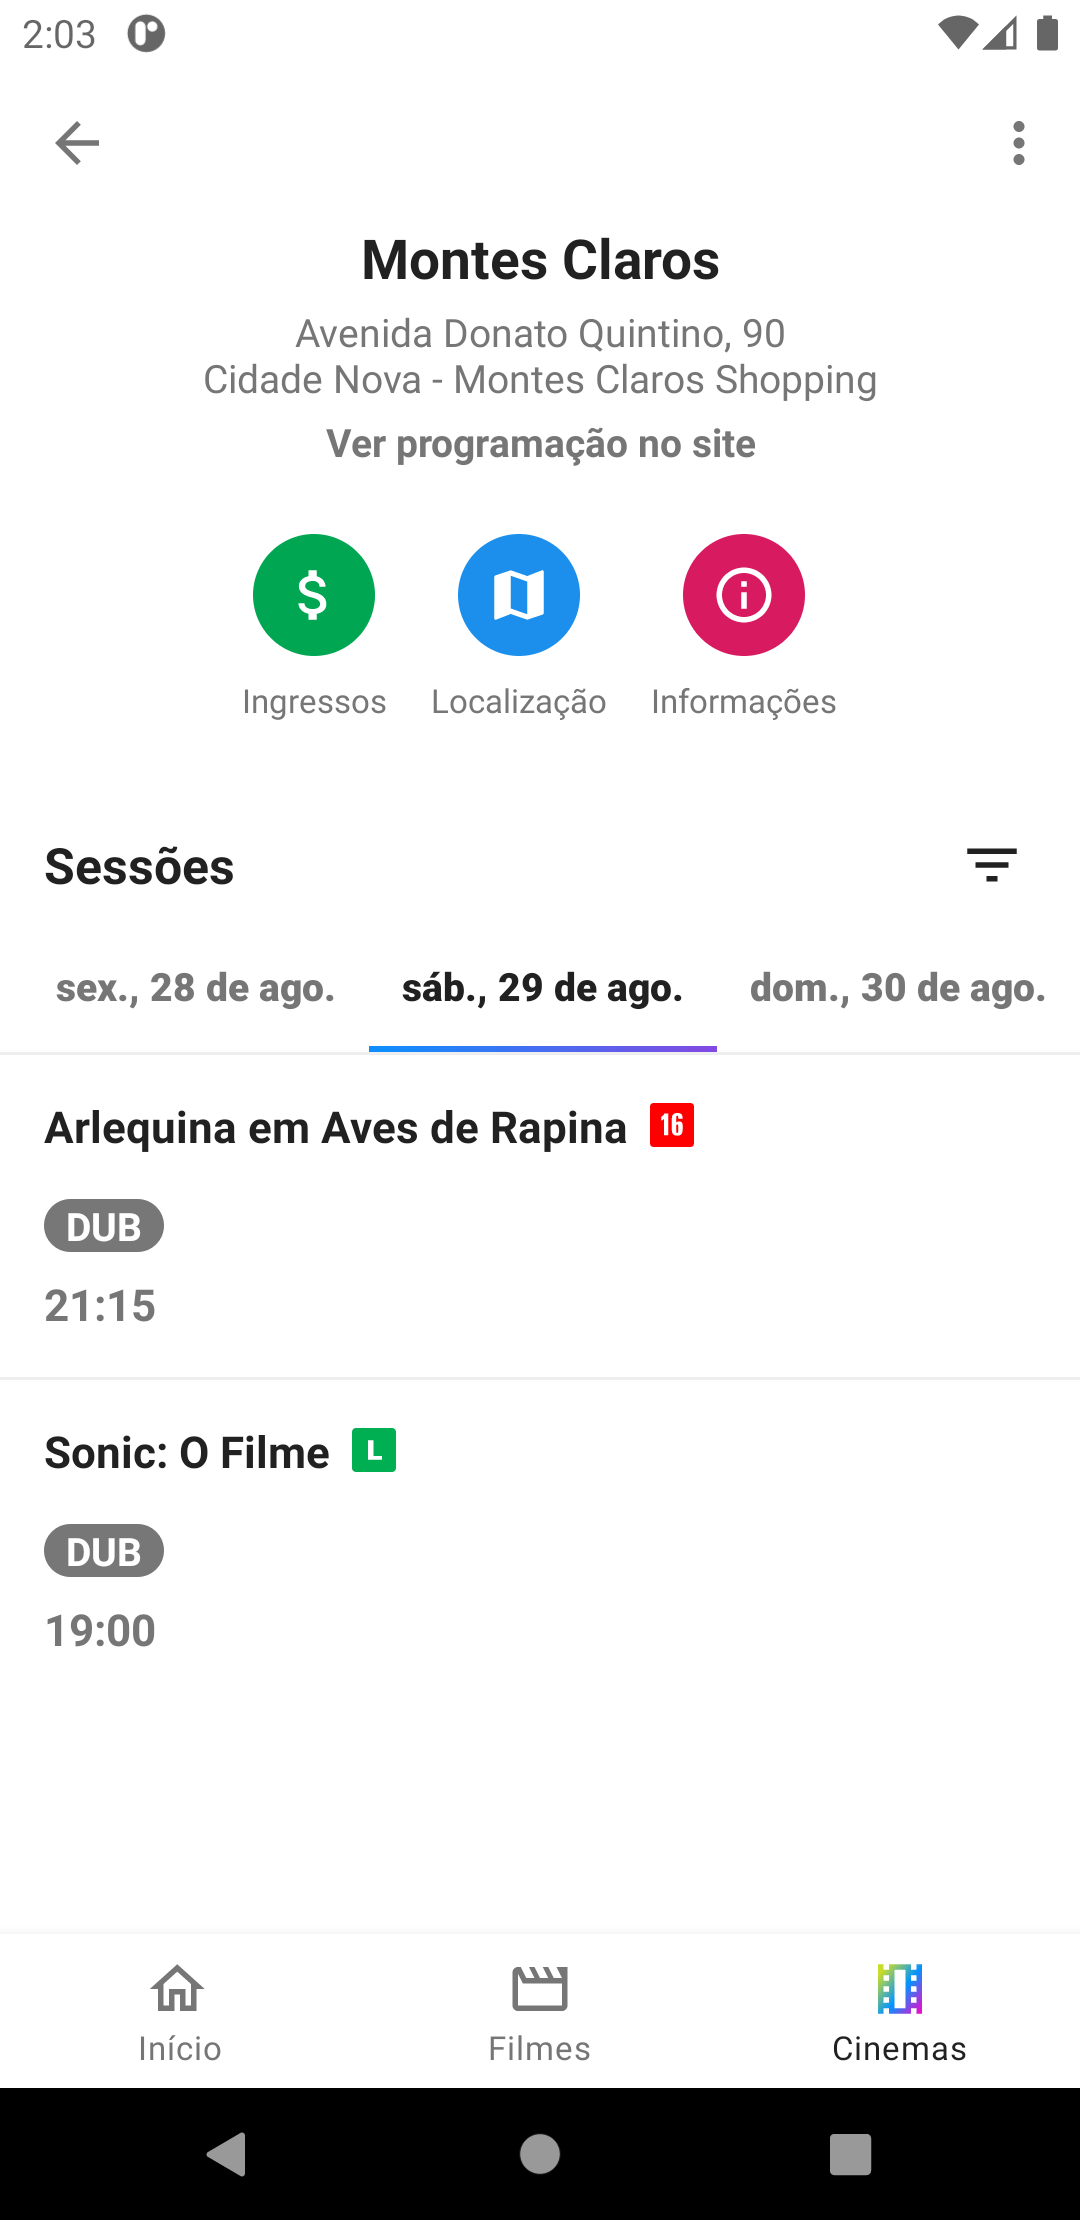 2:03
Montes Claros
Avenida Donato Quintino, 90
Cidade Nova - Montes Claros Shopping
Ver programação no site
Ingressos Localização Informações
Sessões
sex., 28 de ago. sáb., 29 de ago. dom., 30 de ago.
Arlequina em Aves de Rapina 16
DUB
21:15
Sonic: O Filme L
DUB
19:00
Início Filmes Cinemas